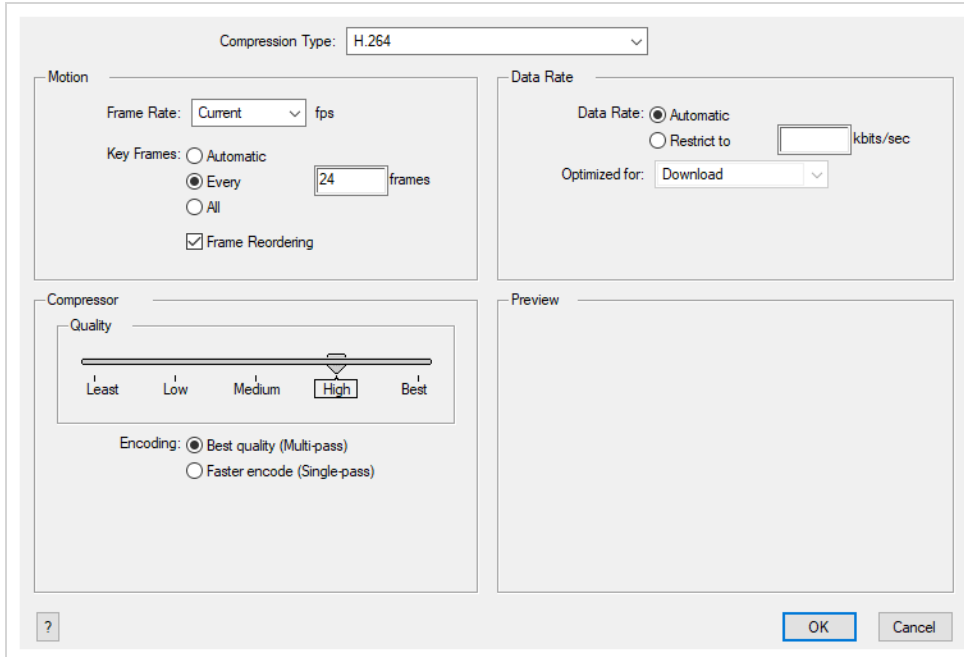 Compression Type: H.264
Motion
Frame Rate: Current fps
Key Frames: Automatic
Every 24 frames
All
Frame Reordering
Data Rate
Data Rate: Automatic
Restrict to kbits/sec
Optimized for: Download
Compressor
Quality
Least Low Medium High Best
Encoding: Best quality (Multi-pass)
Faster encode (Single-pass)
Preview
? OK Cancel